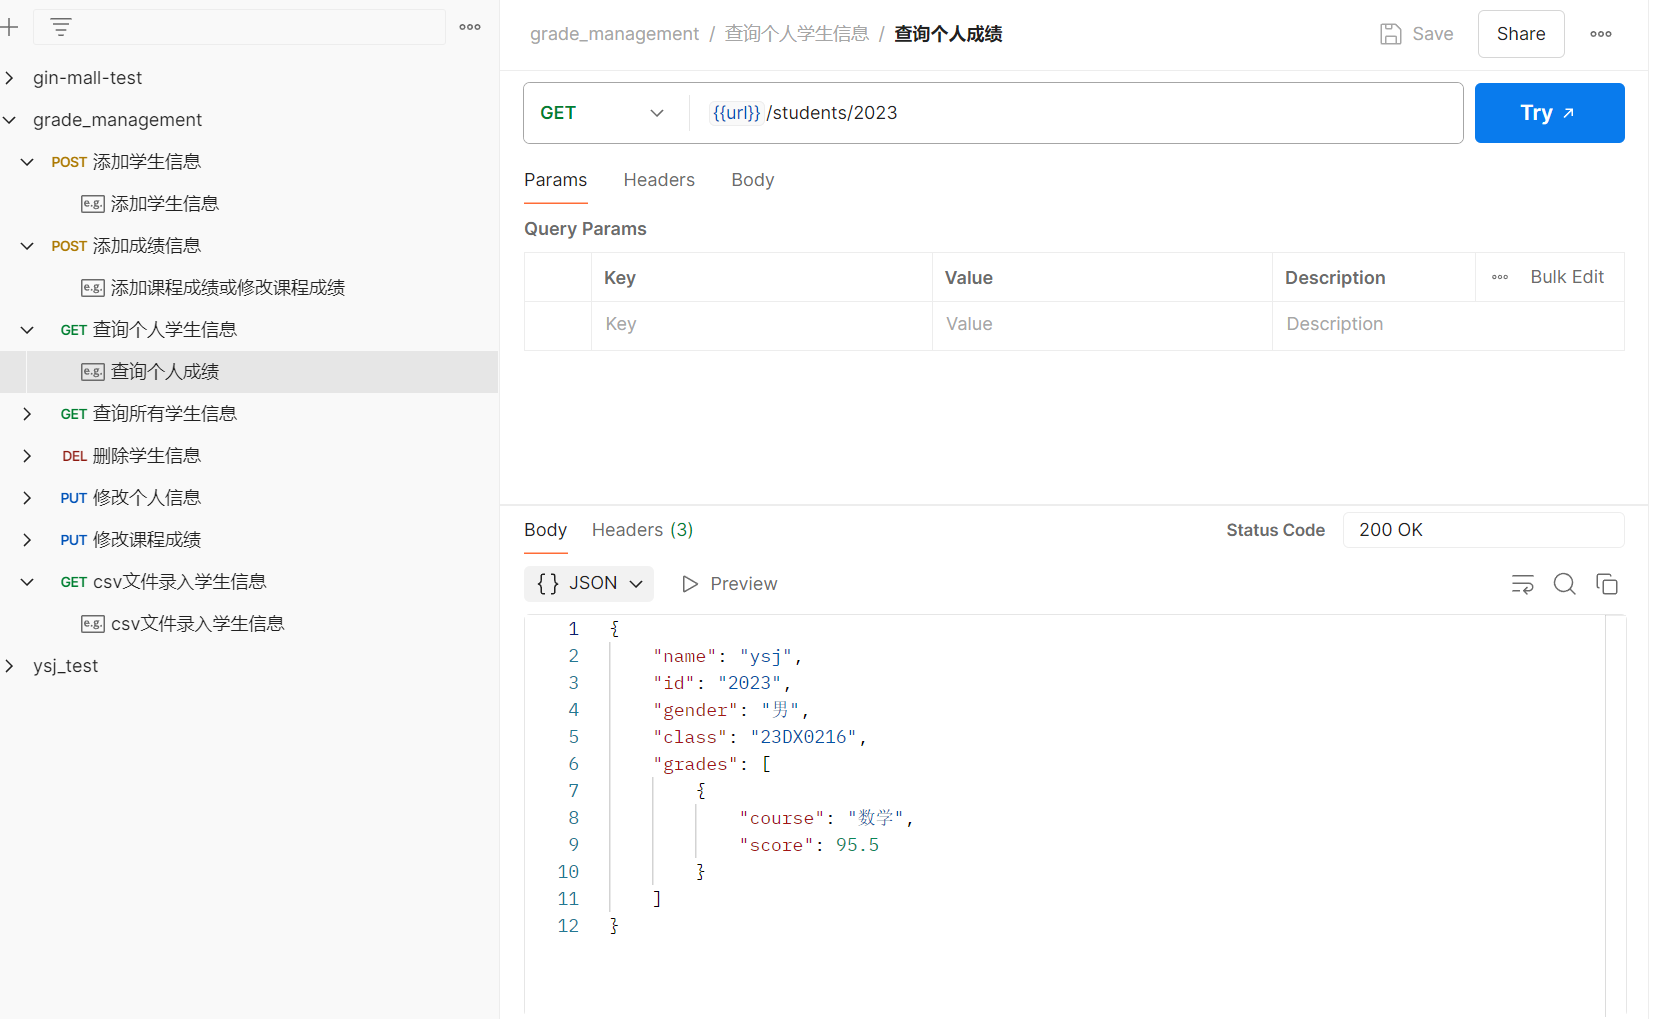 gin-mall-test
grade_management
POST 添加学生信息
e.g. 添加学生信息
POST 添加成绩信息
e.g. 添加课程成绩或修改课程成绩
GET 查询个人学生信息
e.g. 查询个人成绩
GET 查询所有学生信息
DEL 删除学生信息
PUT 修改个人信息
PUT 修改课程成绩
GET csv文件录入学生信息
e.g. csv文件录入学生信息
ysj_test
grade_management / 查询个人学生信息 / 查询个人成绩
Save
Share
GET
{{url}}/students/2023
Try
Params Headers Body
Query Params
Key Value Description Bulk Edit
Key Value Description
Body Headers (3)
Status Code 200 OK
{} JSON Preview
1 {
2 "name": "ysj",
3 "id": "2023",
4 "gender": "男",
5 "class": "23DX0216",
6 "grades": [
7 {
8 "course": "数学",
9 "score": 95.5
10 }
11 ]
12 }